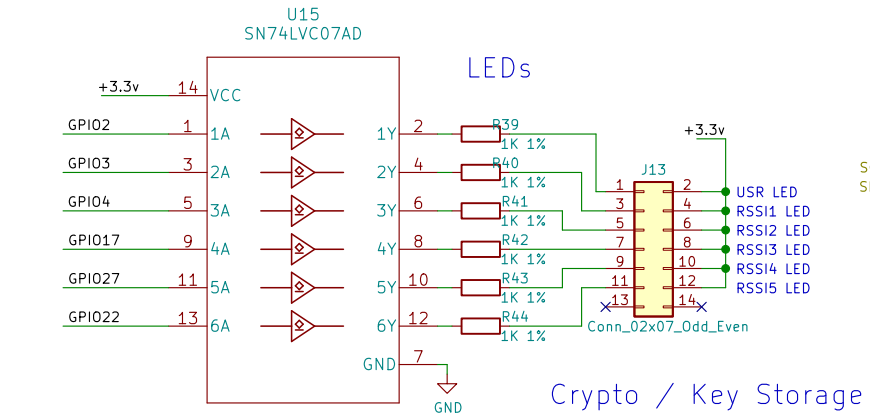 U15
SN74LVC07AD
LEDs
+3.3v
14
VCC
GPIO2
1
1A
1Y
2
R39
1K 1%
GPIO3
3
2A
2Y
4
R40
1K 1%
GPIO4
5
3A
3Y
6
R41
1K 1%
GPIO17
9
4A
4Y
8
R42
1K 1%
GPIO27
11
5A
5Y
10
R43
1K 1%
GPIO22
13
6A
6Y
12
R44
1K 1%
GND
7
GND
+3.3v
J13
1
2
USR LED
3
4
RSSI1 LED
5
6
RSSI2 LED
7
8
RSSI3 LED
9
10
RSSI4 LED
11
12
RSSI5 LED
13
14
Conn_02x07_Odd_Even
Crypto / Key Storage